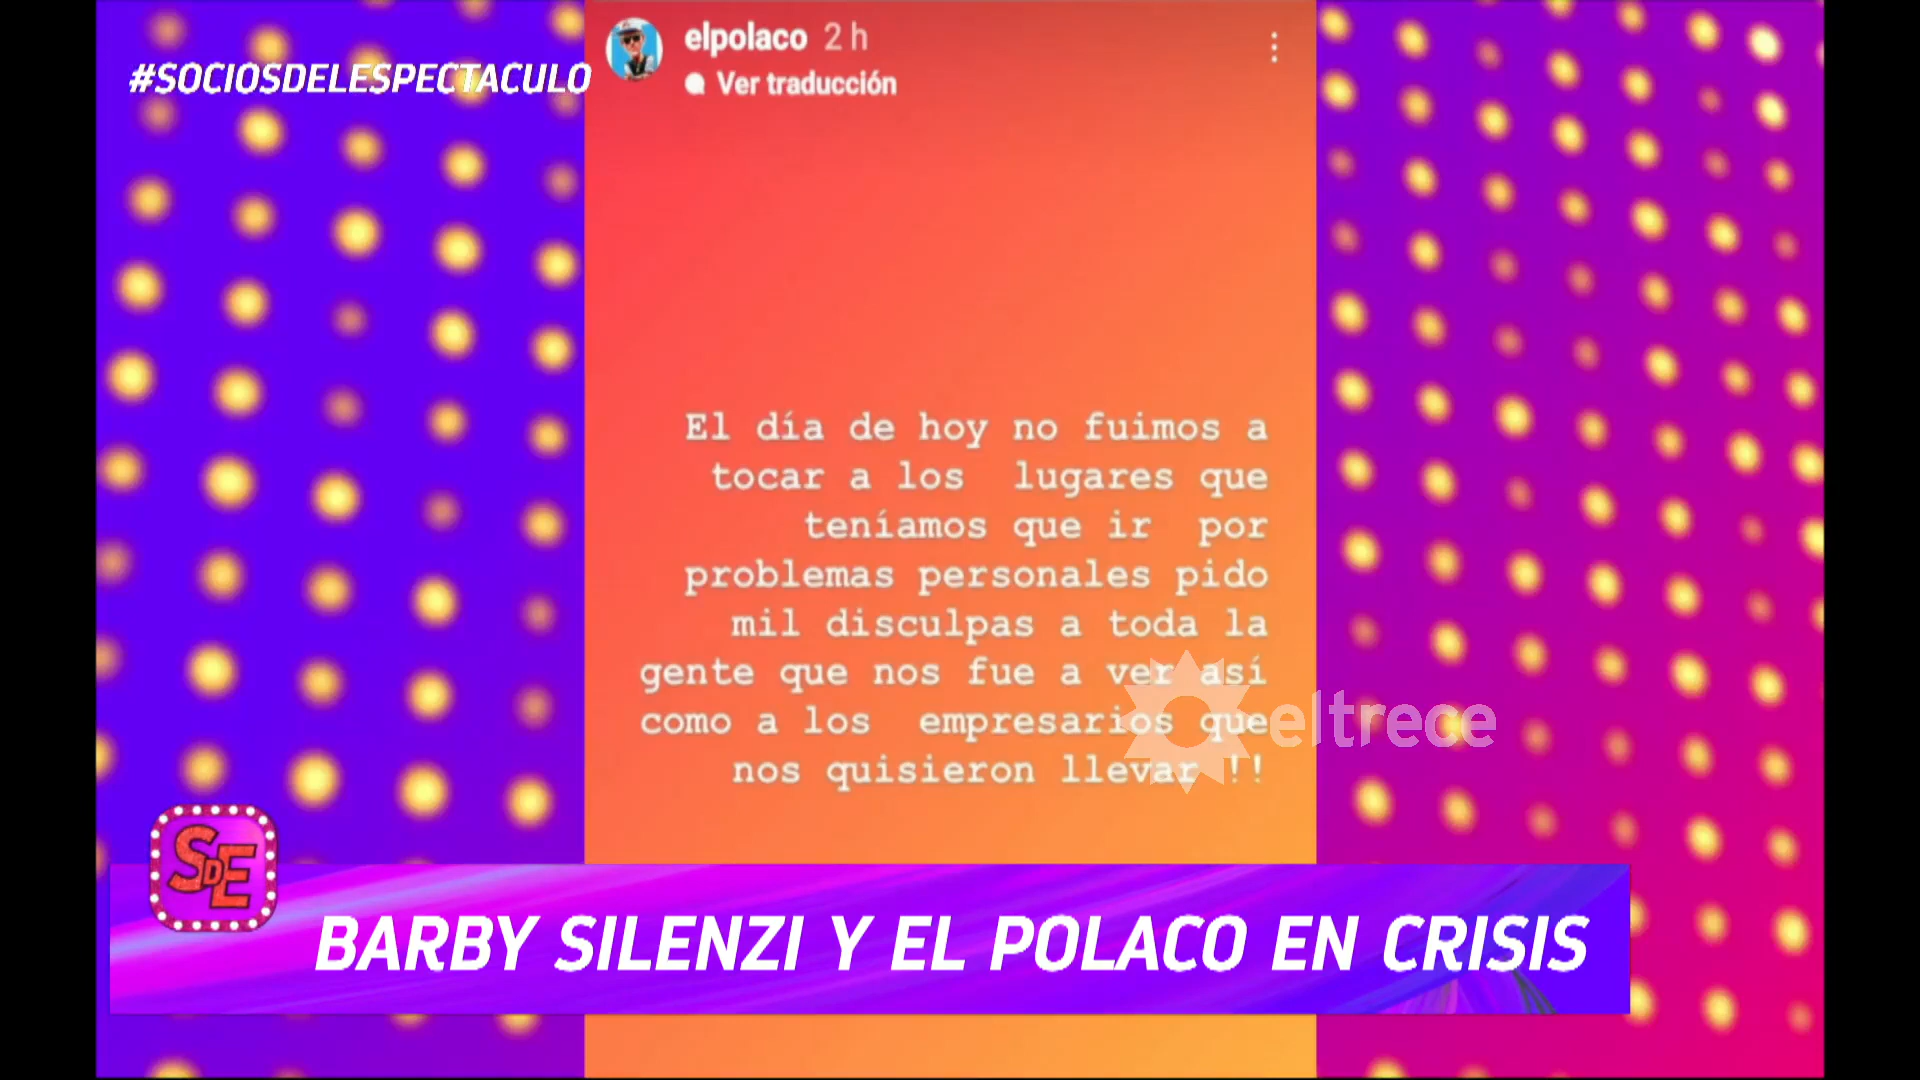 #SOCIOSDELESPECTACULO
elpolaco 2 h
Ver traducción
El día de hoy no fuimos a
tocar a los lugares que
teníamos que ir por
problemas personales pido
mil disculpas a toda la
gente que nos fue a ver así
como a los empresarios que
nos quisieron llevar !!
eltrece
SDE
BARBY SILENZI Y EL POLACO EN CRISIS